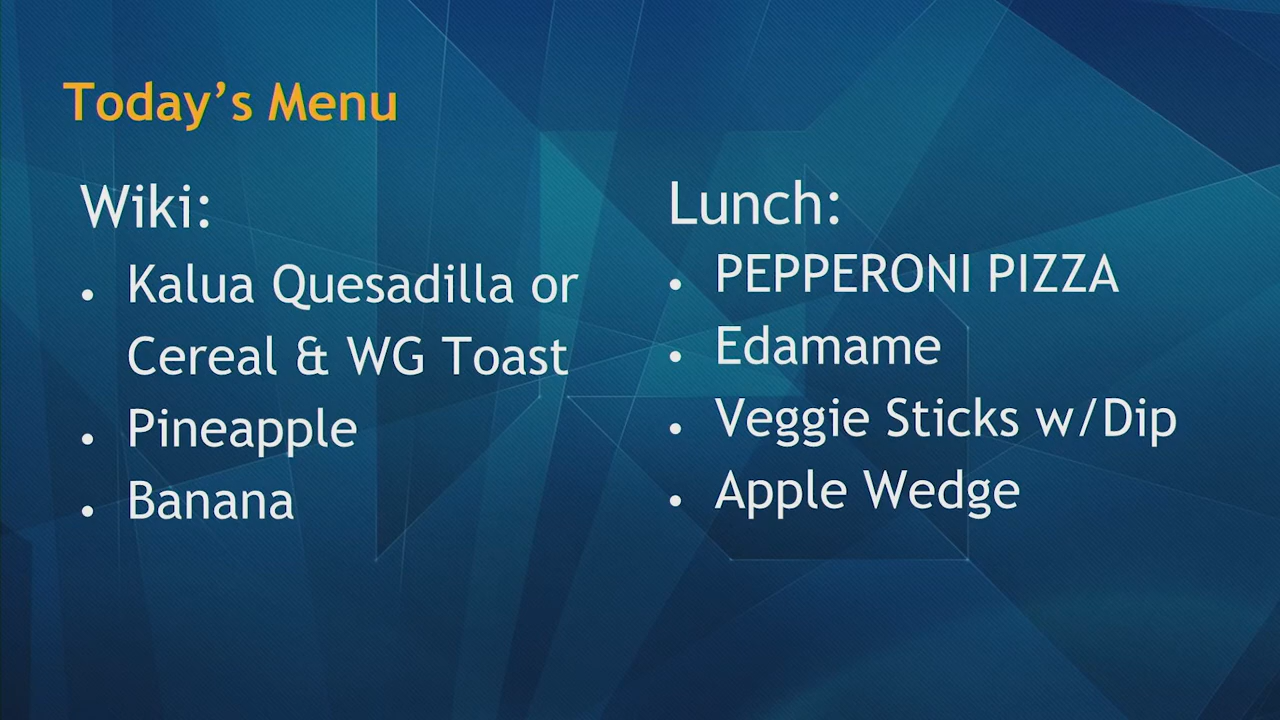 Today’s Menu
Wiki:
• Kalua Quesadilla or
Cereal & WG Toast
• Pineapple
• Banana
Lunch:
• PEPPERONI PIZZA
• Edamame
• Veggie Sticks w/Dip
• Apple Wedge